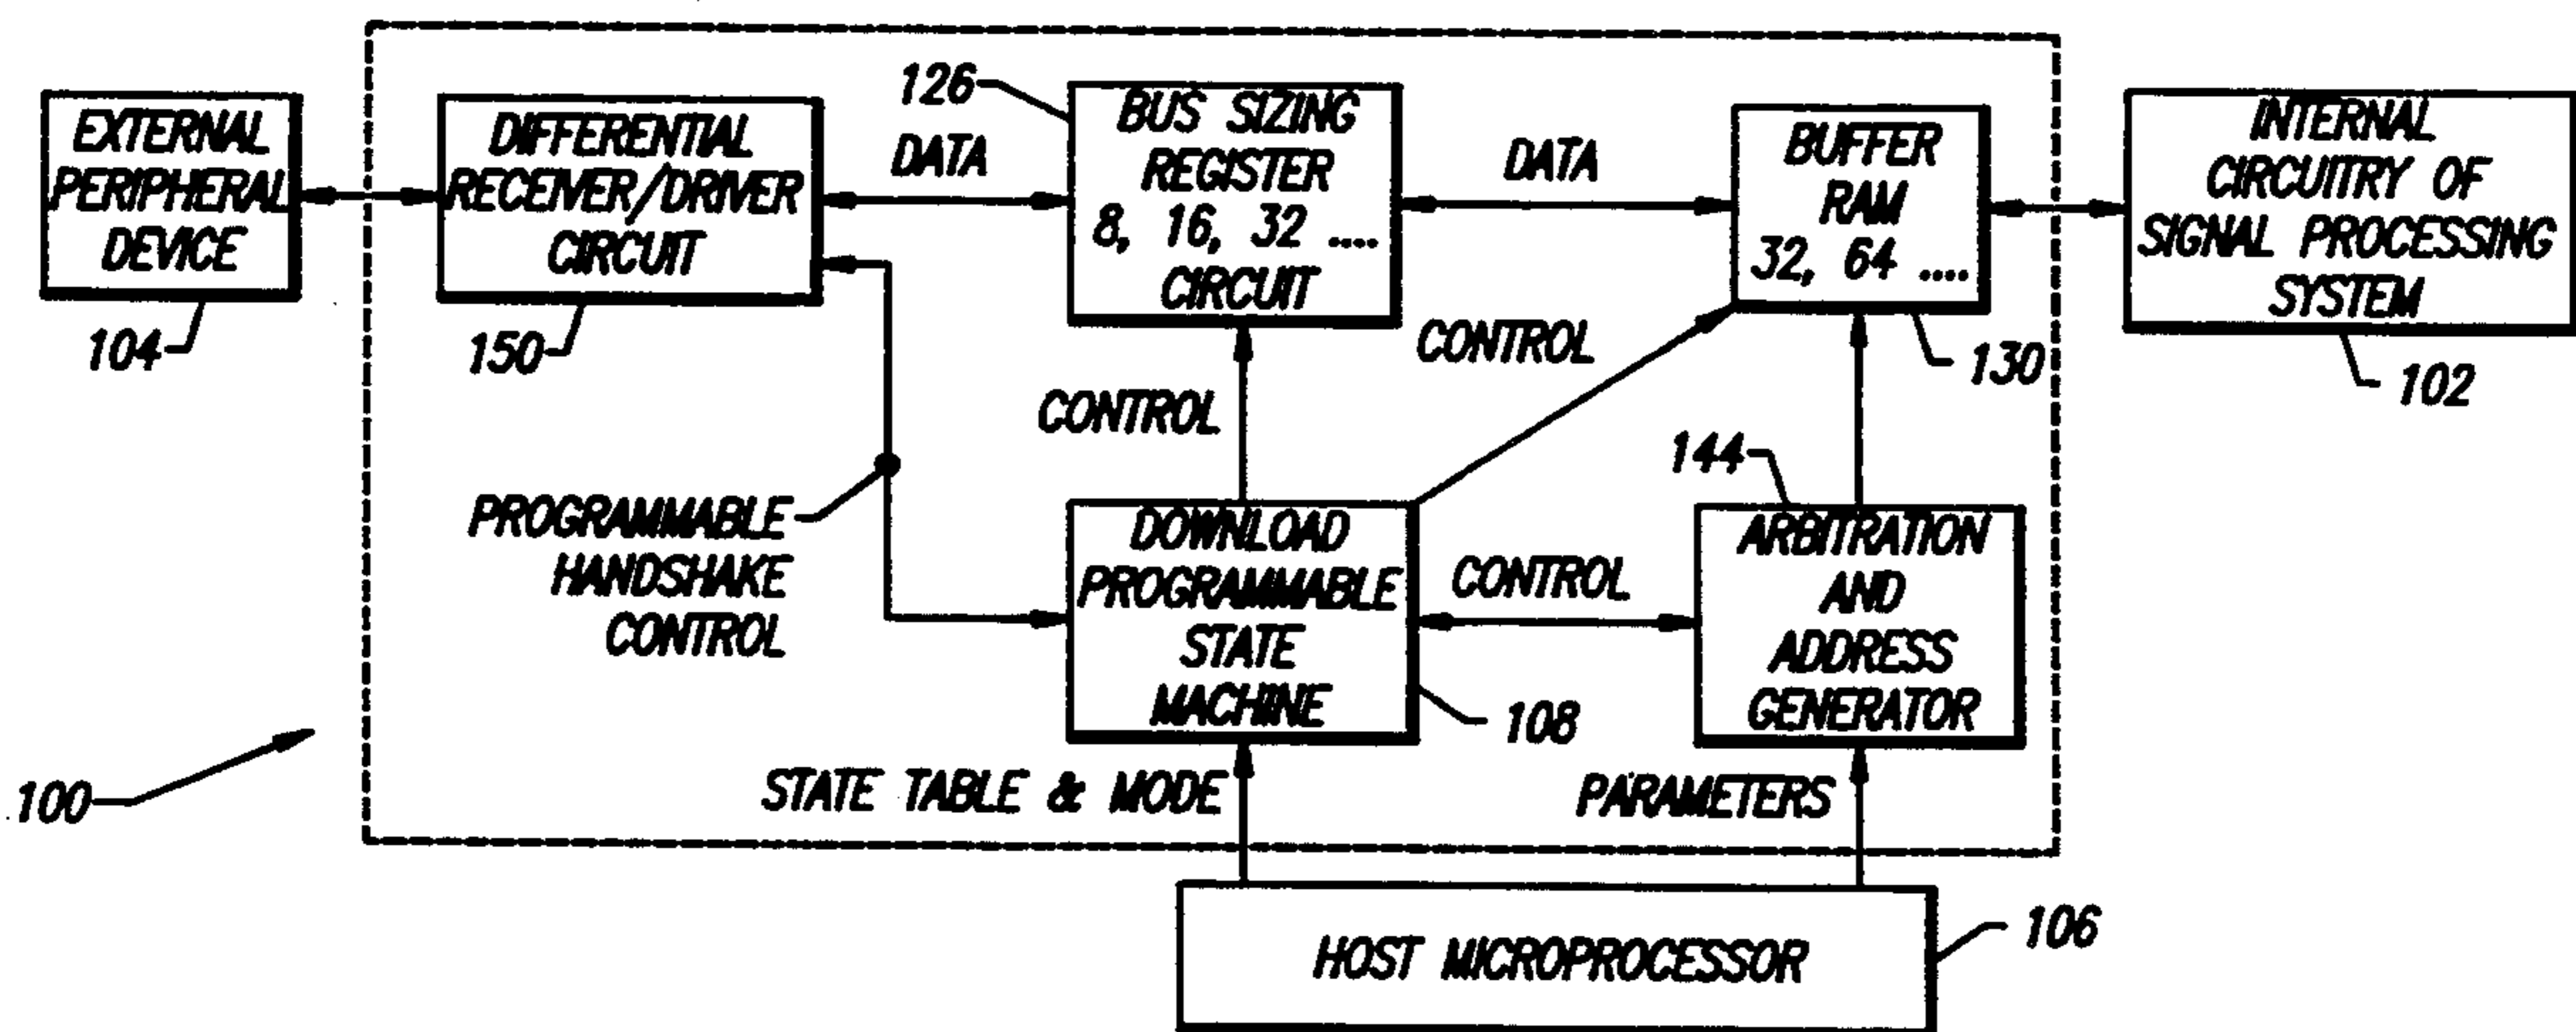 EXTERNAL
PERIPHERAL
DEVICE
104
DIFFERENTIAL
RECEIVER/DRIVER
CIRCUIT
150
DATA
126
BUS SIZING
REGISTER
8, 16, 32 ....
CIRCUIT
DATA
BUFFER
RAM
32, 64 ....
130
INTERNAL
CIRCUITRY OF
SIGNAL PROCESSING
SYSTEM
102
CONTROL
CONTROL
PROGRAMMABLE
HANDSHAKE
CONTROL
DOWNLOAD
PROGRAMMABLE
STATE
MACHINE
108
CONTROL
144
ARBITRATION
AND
ADDRESS
GENERATOR
100
STATE TABLE & MODE
PARAMETERS
HOST MICROPROCESSOR
106